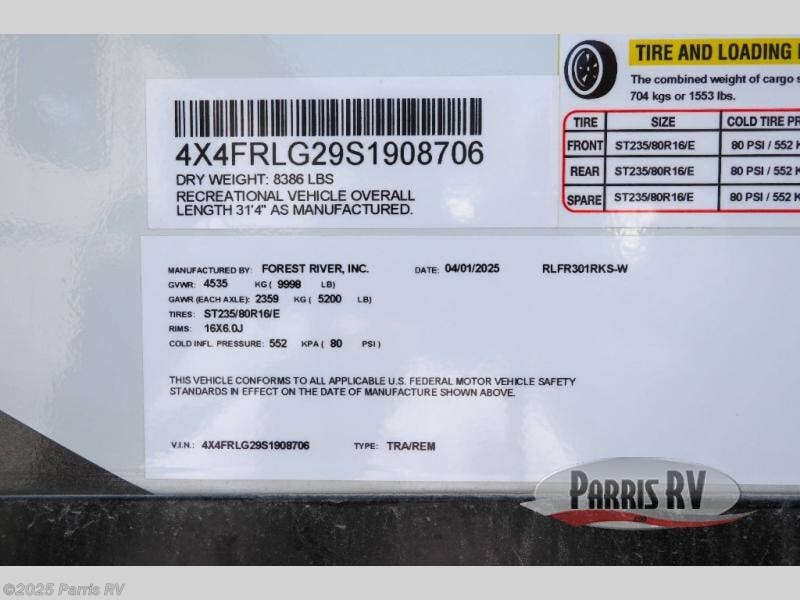 4X4FRLG29S1908706
DRY WEIGHT: 8386 LBS
RECREATIONAL VEHICLE OVERALL
LENGTH 31'4" AS MANUFACTURED.
TIRE AND LOADING
The combined weight of cargo
704 kgs or 1553 lbs.
TIRE SIZE COLD TIRE
FRONT ST235/80R16/E 80 PSI / 552
REAR ST235/80R16/E 80 PSI / 552
SPARE ST235/80R16/E 80 PSI / 552
MANUFACTURED BY: FOREST RIVER, INC. DATE: 04/01/2025 RLFR301RKS-W
GVWR: 4535 KG ( 9998 LB)
GAWR (EACH AXLE): 2359 KG ( 5200 LB)
TIRES: ST235/80R16/E
RIMS: 16X6.0J
COLD INFL. PRESSURE: 552 KPA ( 80 PSI )
THIS VEHICLE CONFORMS TO ALL APPLICABLE U.S. FEDERAL MOTOR VEHICLE SAFETY
STANDARDS IN EFFECT ON THE DATE OF MANUFACTURE SHOWN ABOVE.
V.I.N.: 4X4FRLG29S1908706 TYPE: TRA/REM
PARRIS RV
©2025 Parris RV